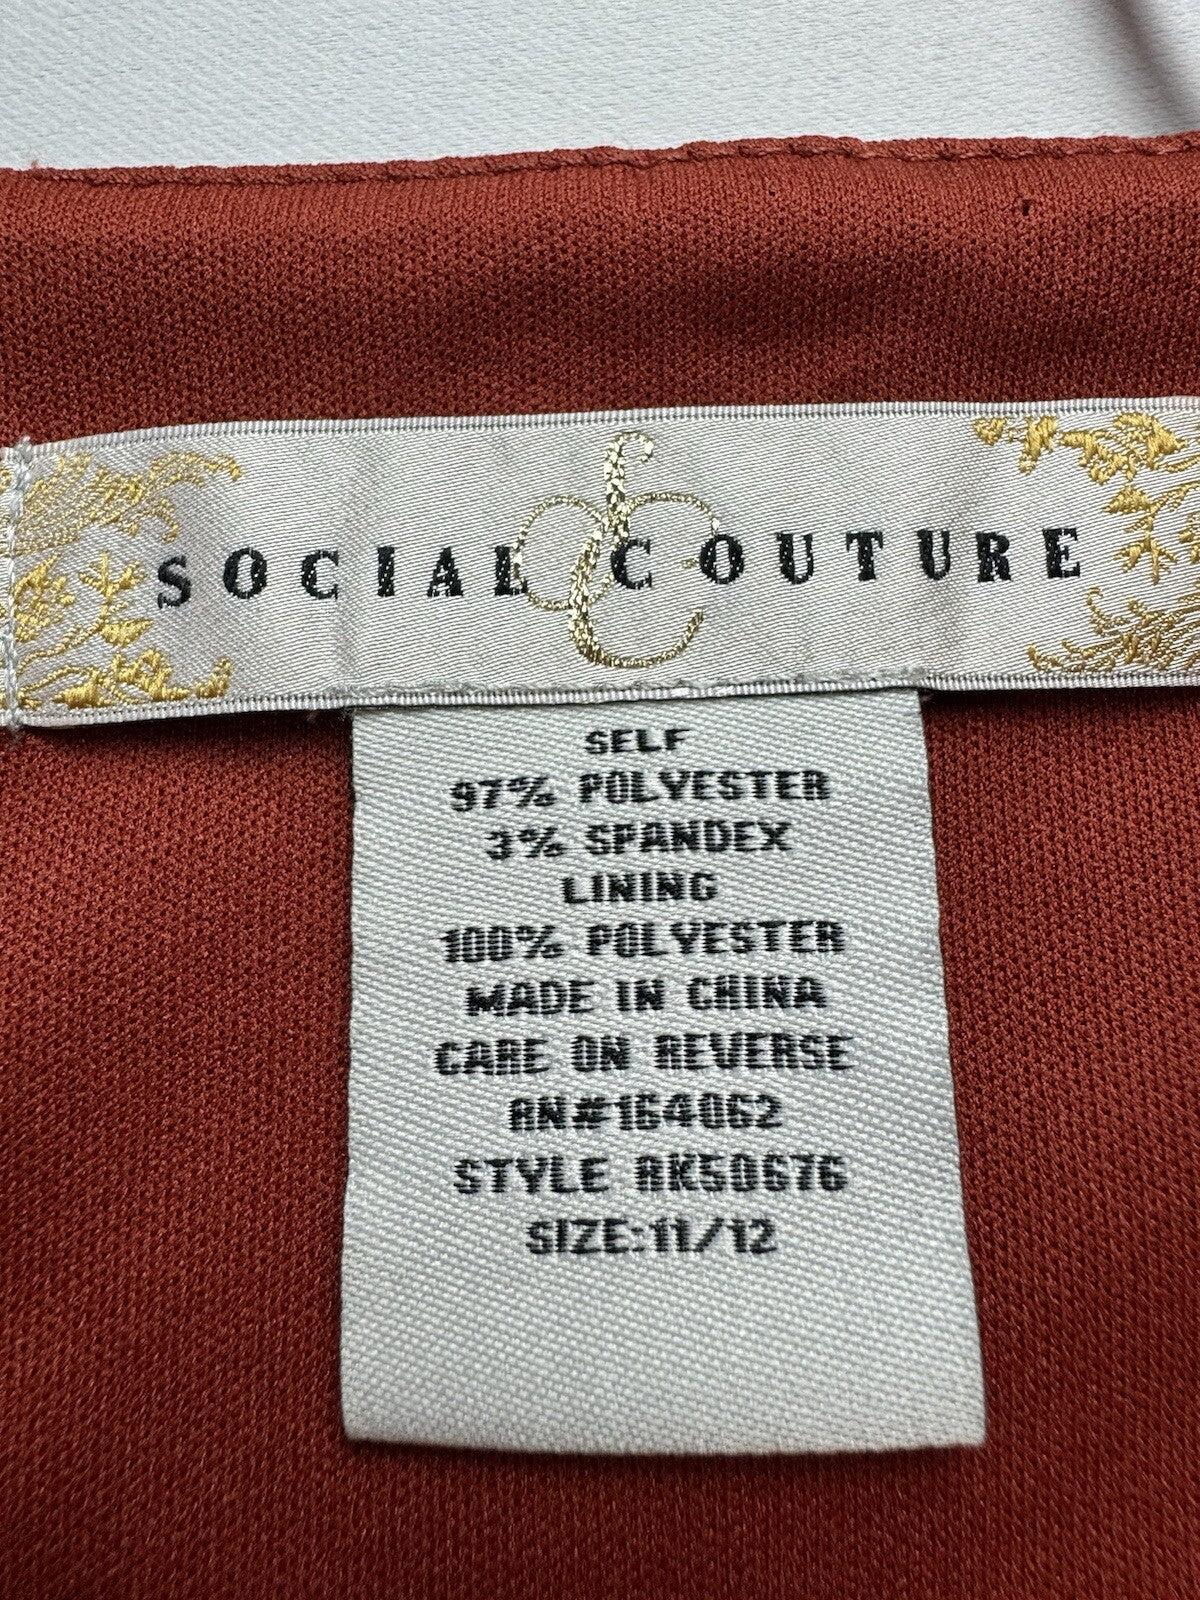 SOCIAL COUTURE
SELF
97% POLYESTER
3% SPANDEX
LINING
100% POLYESTER
MADE IN CHINA
CARE ON REVERSE
RN#164062
STYLE RK50676
SIZE:11/12